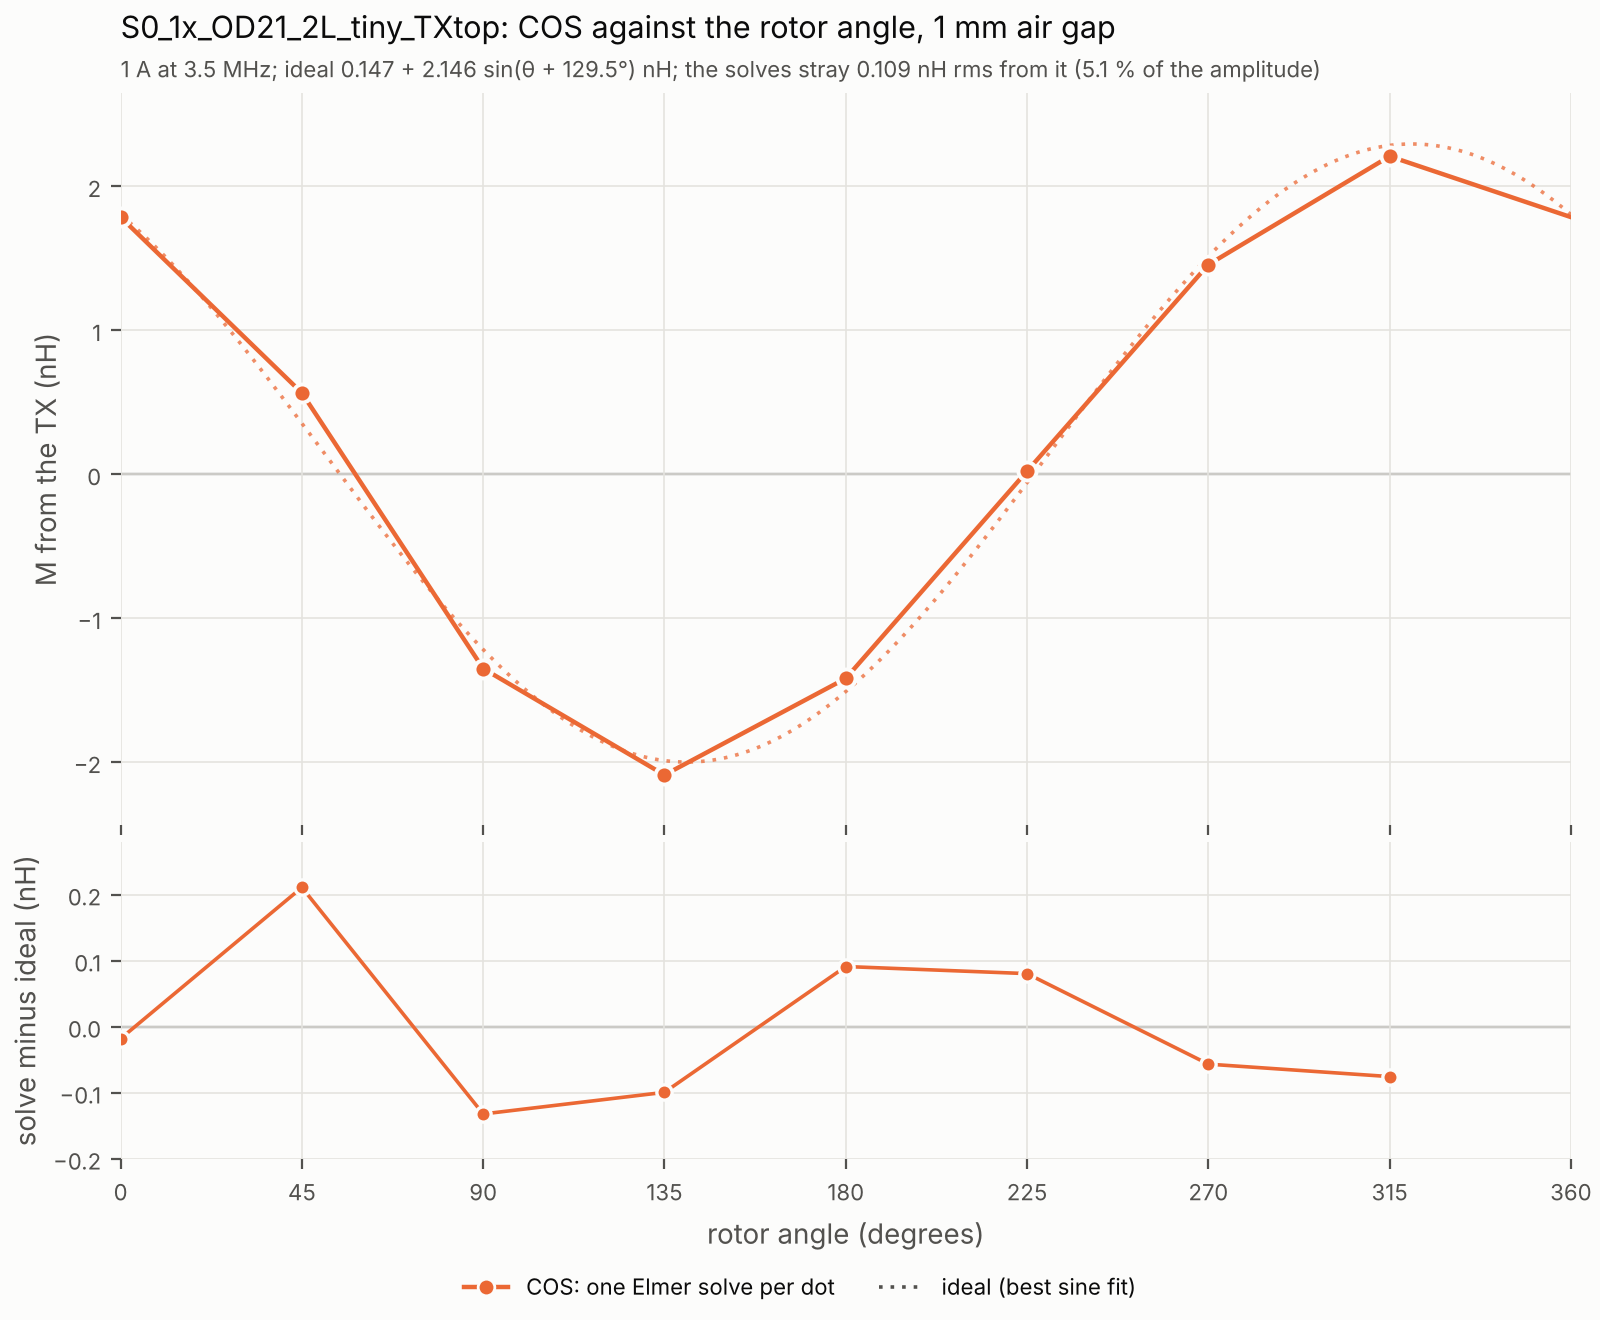 S0_1x_OD21_2L_tiny_TXtop: COS against the rotor angle, 1 mm air gap
1 A at 3.5 MHz; ideal 0.147 + 2.146 sin(θ + 129.5°) nH; the solves stray 0.109 nH rms from it (5.1 % of the amplitude)
M from the TX (nH)
2
1
0
−1
−2
solve minus ideal (nH)
0.2
0.1
0.0
−0.1
−0.2
0 45 90 135 180 225 270 315 360
rotor angle (degrees)
COS: one Elmer solve per dot ideal (best sine fit)